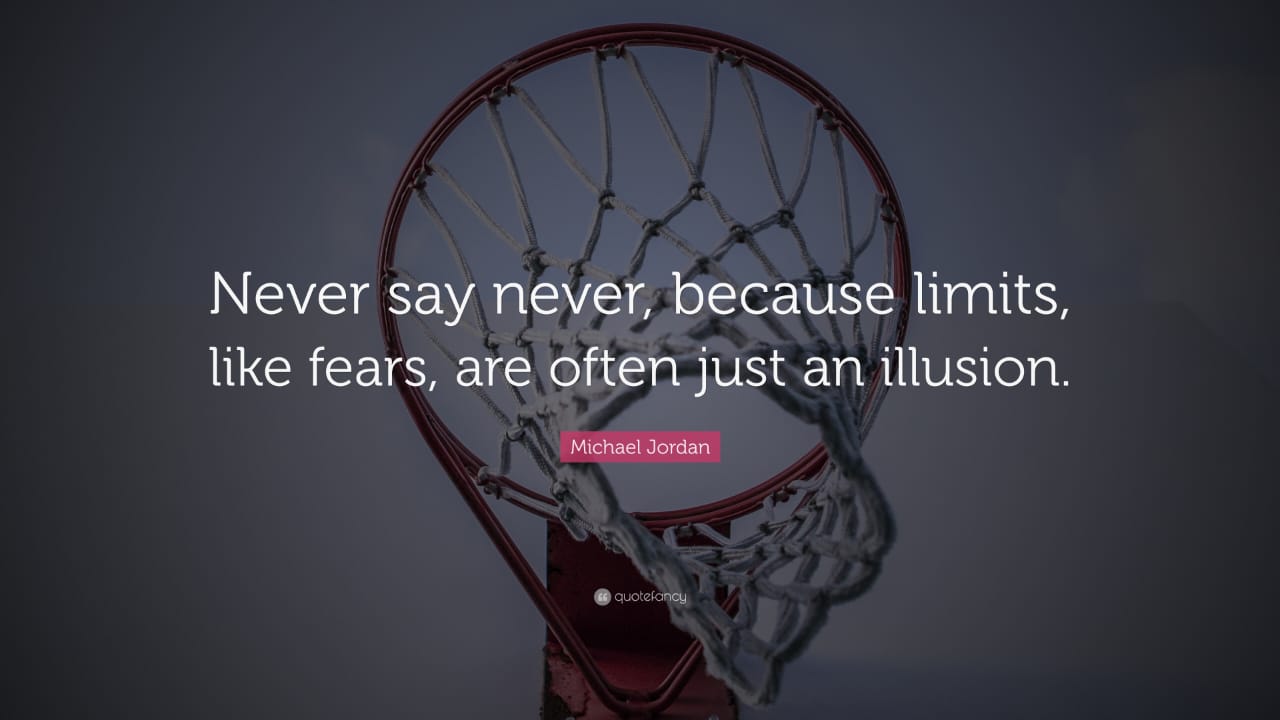 Never say never, because limits,
like fears, are often just an illusion.
Michael Jordan
quotefancy